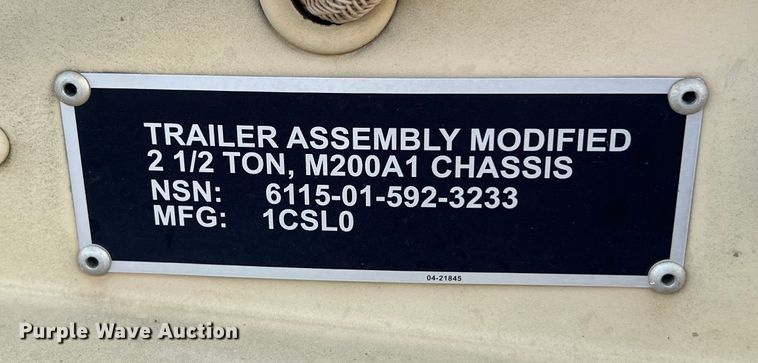 TRAILER ASSEMBLY MODIFIED
2 1/2 TON, M200A1 CHASSIS
NSN: 6115-01-592-3233
MFG: 1CSL0
04-21845
Purple Wave Auction